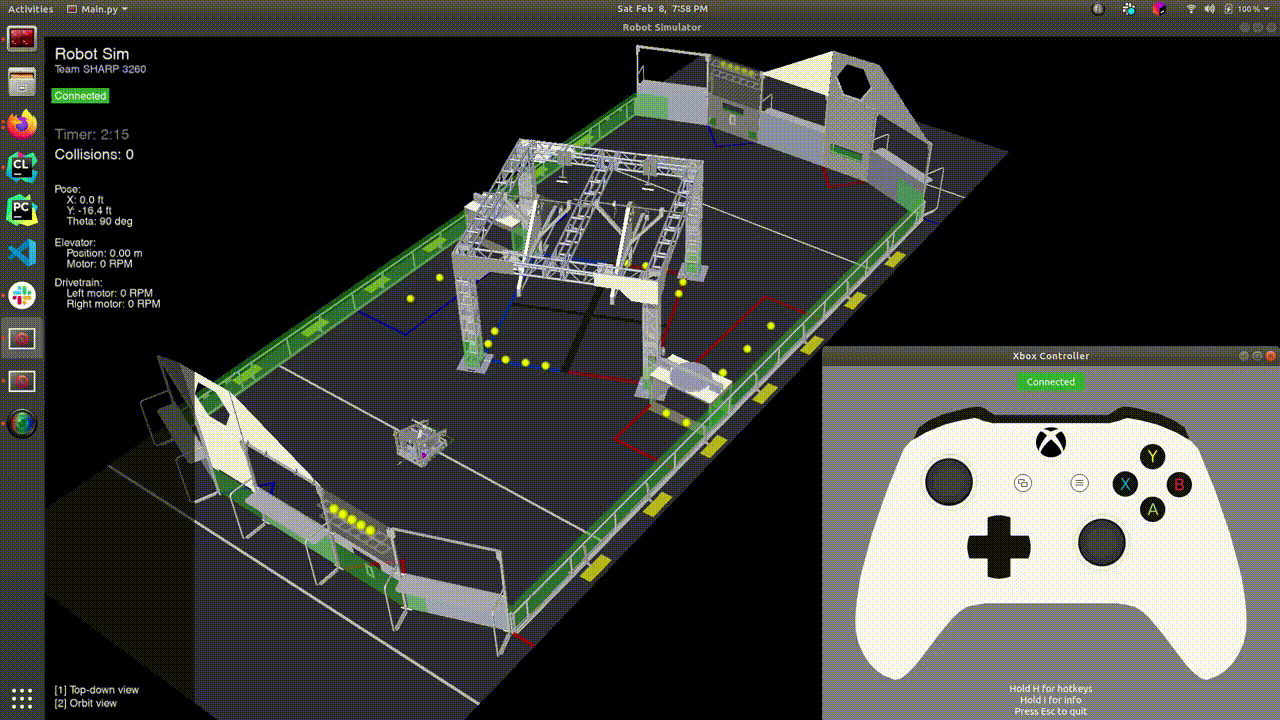 Activities
Main.py
Sat Feb 8, 7:58 PM
100 %
Robot Simulator
Robot Sim
Team SHARP 3260
Connected
Timer: 2:15
Collisions: 0
Pose:
X: 0.0 ft
Y: -16.4 ft
Theta: 90 deg
Elevator:
Position: 0.00 m
Motor: 0 RPM
Drivetrain:
Left motor: 0 RPM
Right motor: 0 RPM
CL
PC
[1] Top-down view
[2] Orbit view
Xbox Controller
Connected
Y
X
B
A
Hold H for hotkeys
Hold I for info
Press Esc to quit